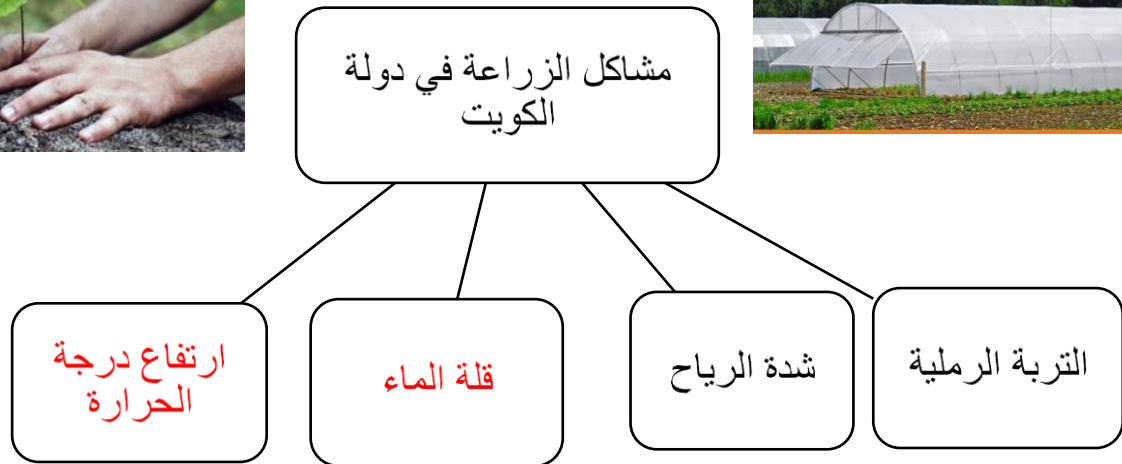 مشاكل الزراعة في دولة
الكويت
التربة الرملية
شدة الرياح
قلة الماء
ارتفاع درجة
الحرارة